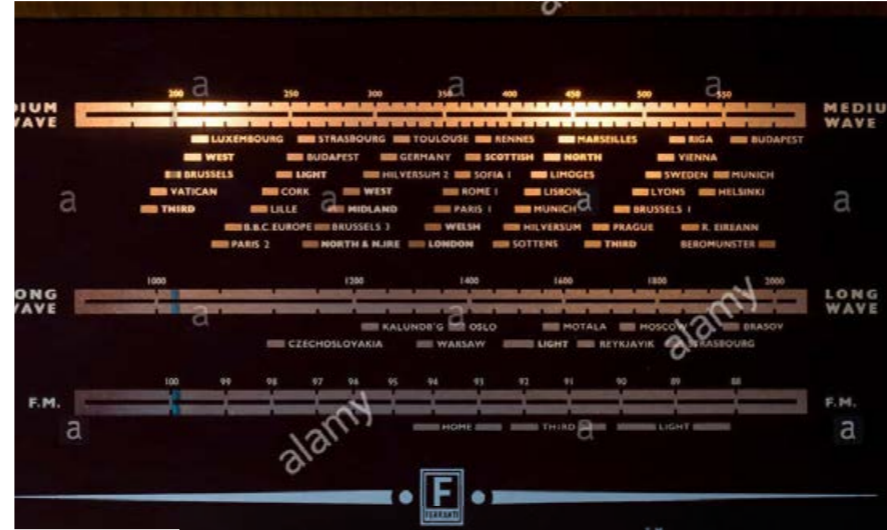 200 250 300 350 400 450 500 550
MEDIUM WAVE MEDIU WAVE
LUXEMBOURG STRASBOURG TOULOUSE RENNES MARSEILLES RIGA BUDAPEST
WEST BUDAPEST GERMANY SCOTTISH NORTH VIENNA
BRUSSELS LIGHT HILVERSUM 2 SOFIA I LIMOGES SWEDEN MUNICH
VATICAN CORK WEST ROME I LISBON LYONS HELSINKI
THIRD LILLE MIDLAND PARIS I MUNICH BRUSSELS I
B.B.C. EUROPE BRUSSELS 3 WELSH HILVERSUM PRAGUE R. EIREANN
PARIS 2 NORTH & N.IRE LONDON SOTTENS THIRD BEROMUNSTER
1000 1200 1400 1600 1800 2000
ONG WAVE LONG WAVE
KALUNDB'G OSLO MOTALA MOSCOW BRASOV
CZECHOSLOVAKIA WARSAW LIGHT REYKJAVIK STRASBOURG
100 99 98 97 96 95 94 93 92 91 90 89 88
F.M. F.M.
HOME THIRD LIGHT
F
FERRANTI
alamy
alamy